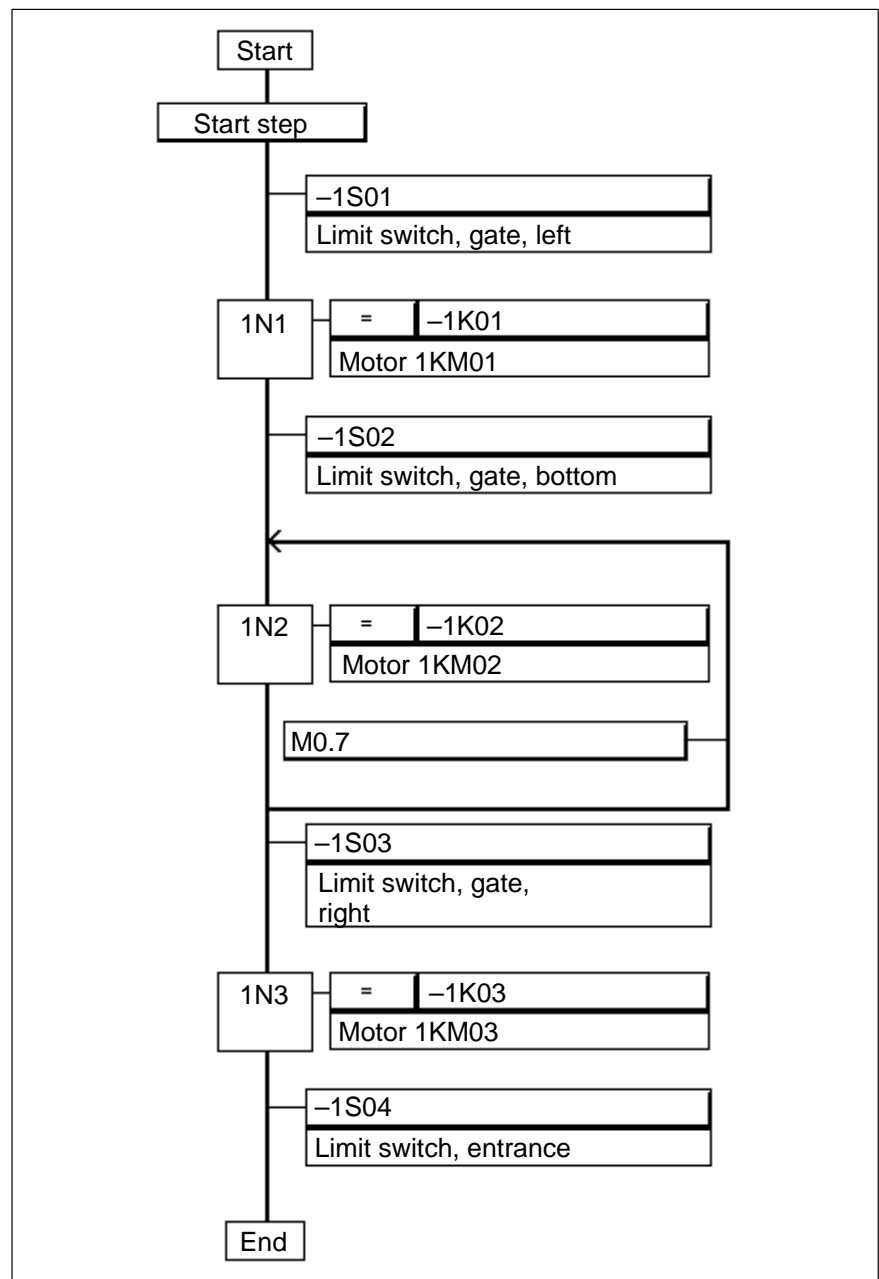 Start
Start step
–1S01
Limit switch, gate, left
1N1
= –1K01
Motor 1KM01
–1S02
Limit switch, gate, bottom
1N2
= –1K02
Motor 1KM02
M0.7
–1S03
Limit switch, gate,
right
1N3
= –1K03
Motor 1KM03
–1S04
Limit switch, entrance
End